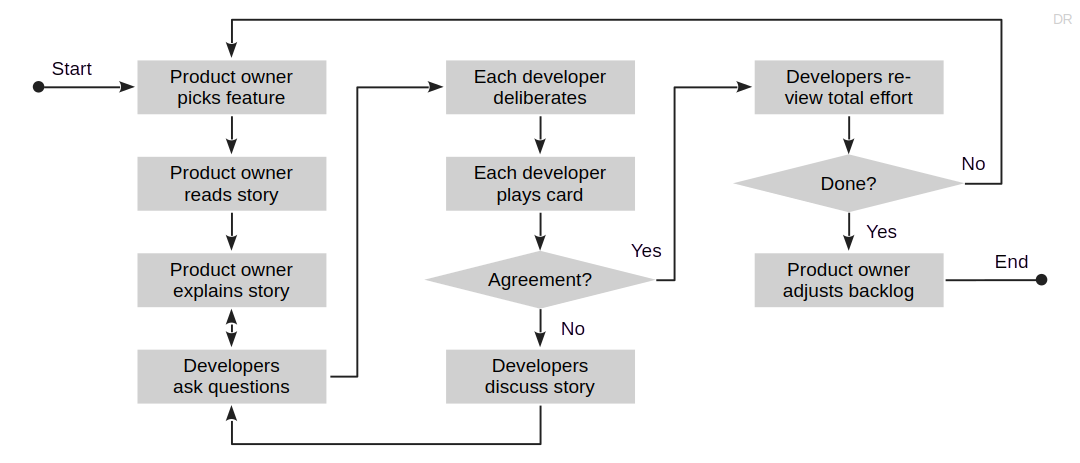 DR
Start
Product owner
picks feature
Product owner
reads story
Product owner
explains story
Developers
ask questions
Each developer
deliberates
Each developer
plays card
Agreement?
Yes
No
Developers
discuss story
Developers re-
view total effort
Done?
No
Yes
Product owner
adjusts backlog
End